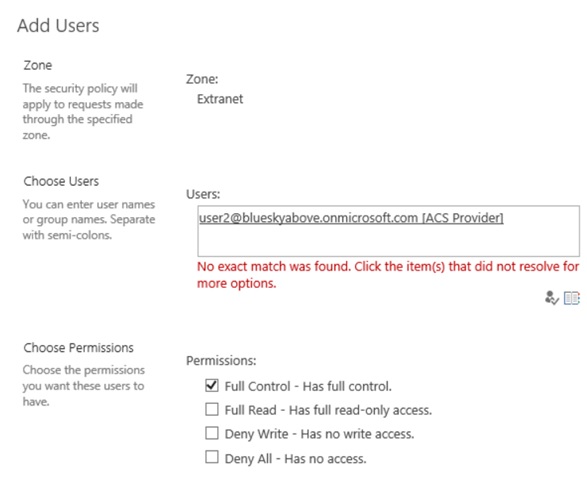 Add Users
Zone
The security policy will
apply to requests made
through the specified
zone.
Zone:
Extranet
Choose Users
You can enter user names
or group names. Separate
with semi-colons.
Users:
user2@blueskyabove.onmicrosoft.com [ACS Provider]
No exact match was found. Click the item(s) that did not resolve for
more options.
Choose Permissions
Choose the permissions
you want these users to
have.
Permissions:
Full Control - Has full control.
Full Read - Has full read-only access.
Deny Write - Has no write access.
Deny All - Has no access.